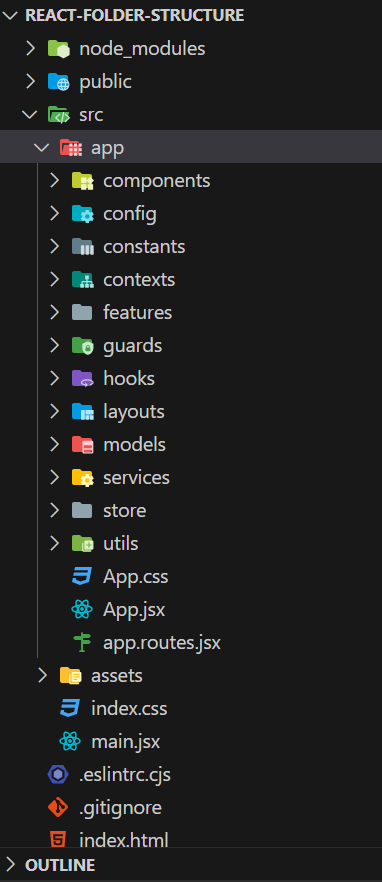 REACT-FOLDER-STRUCTURE
node_modules
public
src
app
components
config
constants
contexts
features
guards
hooks
layouts
models
services
store
utils
App.css
App.jsx
app.routes.jsx
assets
index.css
main.jsx
.eslintrc.cjs
.gitignore
index.html
OUTLINE